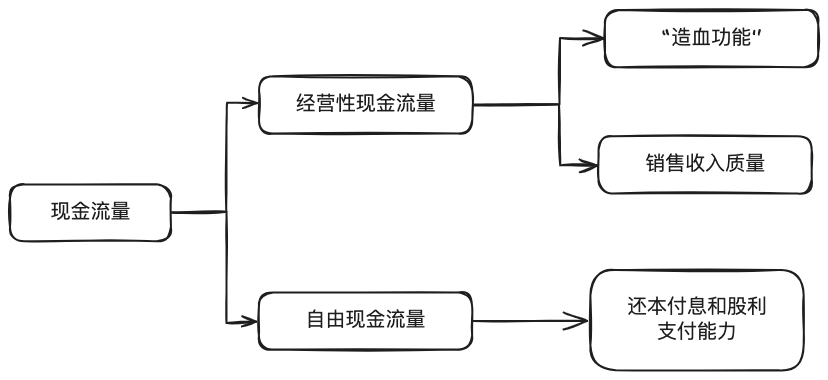 “造血功能”
经营性现金流量
销售收入质量
现金流量
自由现金流量
还本付息和股利
支付能力